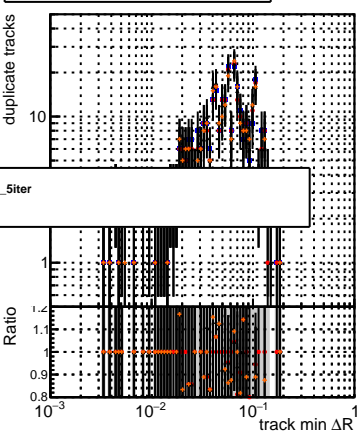 duplicate tracks
10
_5iter
1
Ratio
1.2
1.1
1
0.9
0.8
10⁻³
10⁻²
10⁻¹
1
track min ΔR